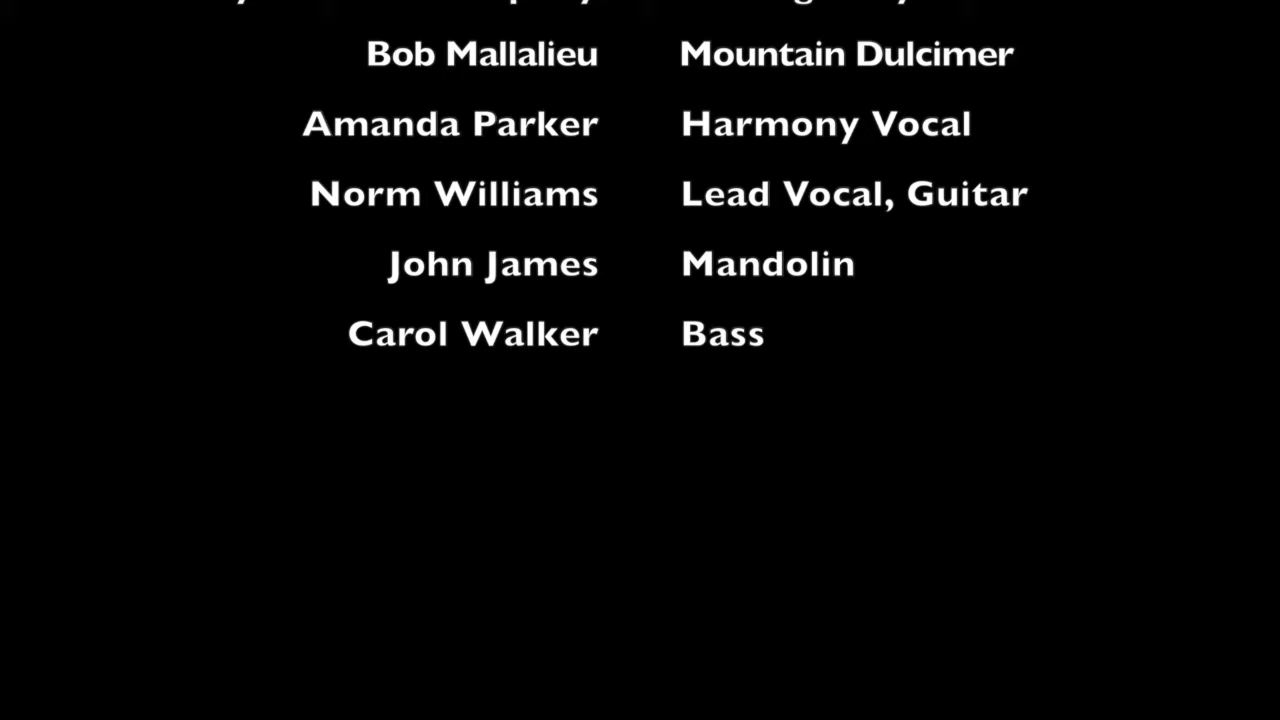 Bob Mallalieu Mountain Dulcimer
Amanda Parker Harmony Vocal
Norm Williams Lead Vocal, Guitar
John James Mandolin
Carol Walker Bass